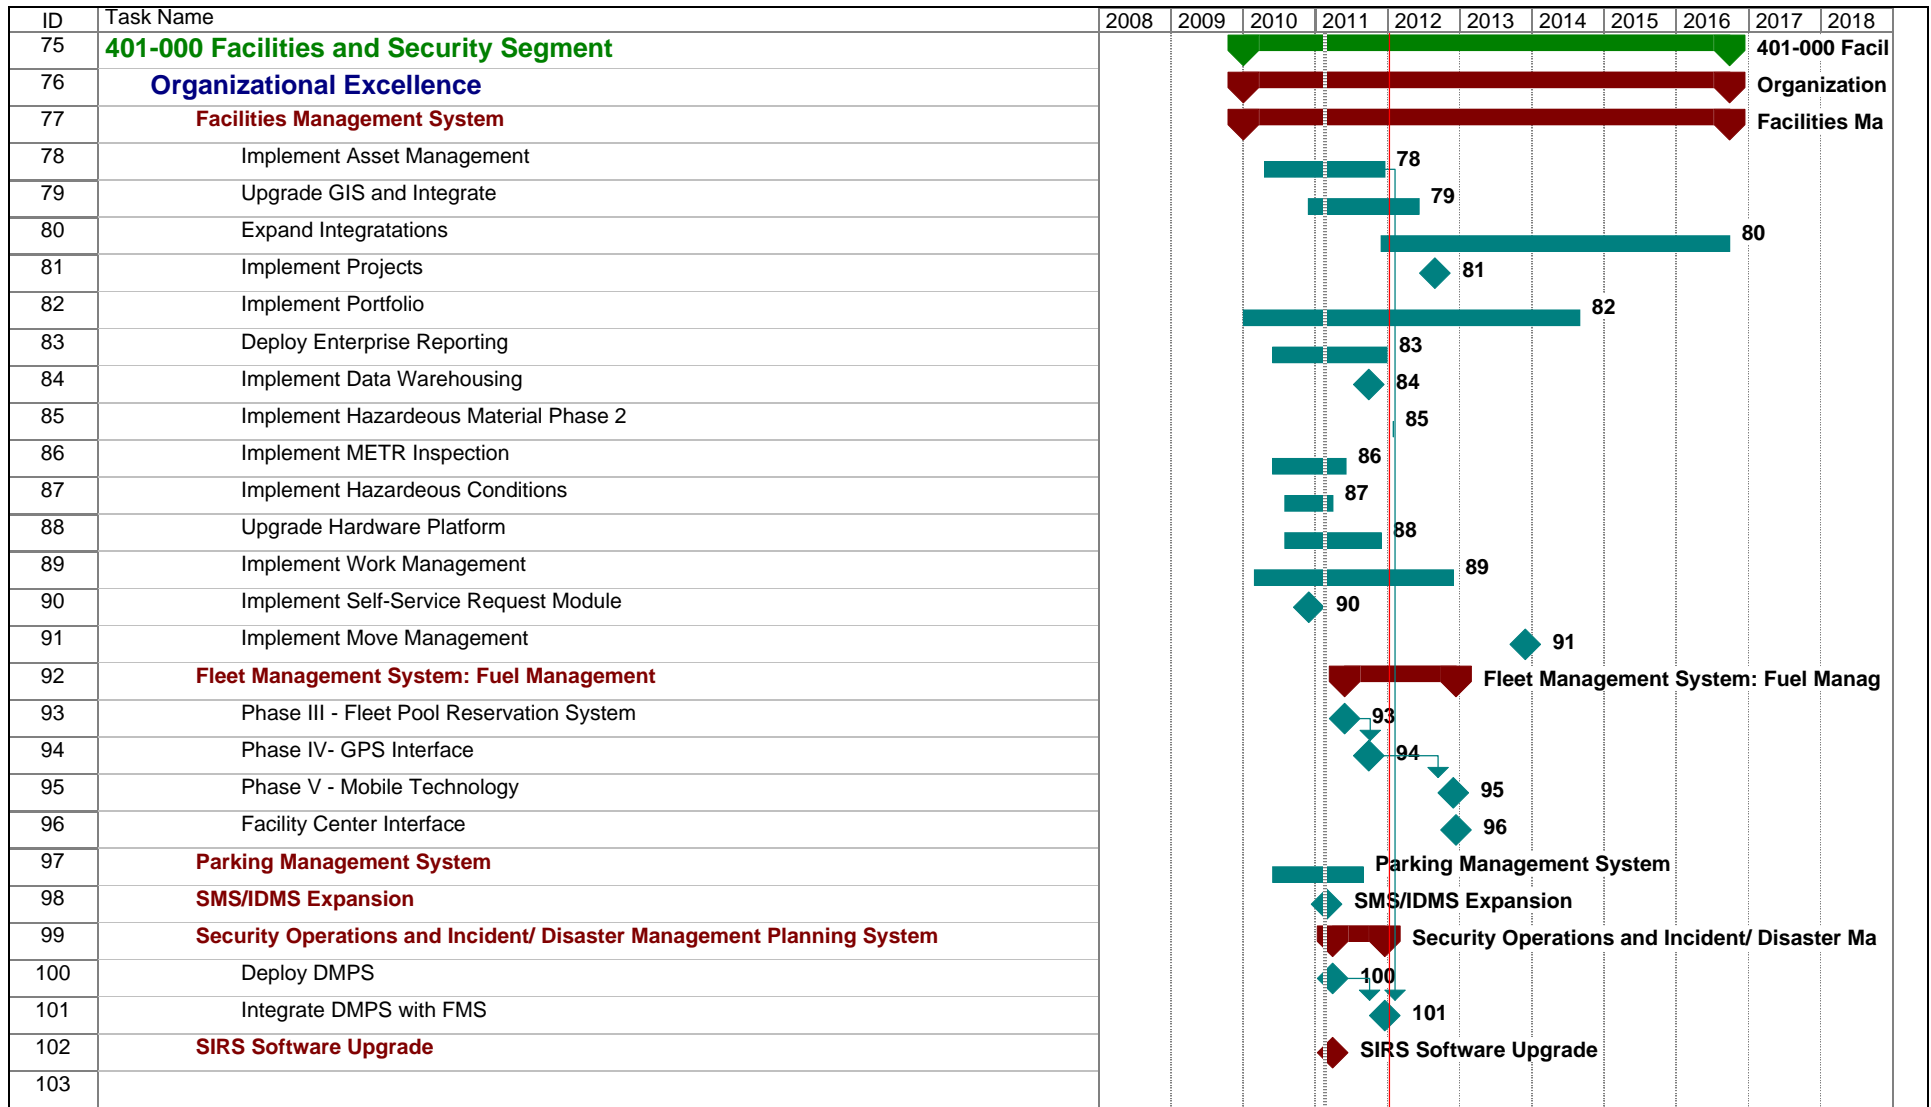 ID Task Name 2008 2009 2010 2011 2012 2013 2014 2015 2016 2017 2018
75 401-000 Facilities and Security Segment 401-000 Facil
76 Organizational Excellence Organization
77 Facilities Management System Facilities Ma
78 Implement Asset Management 78
79 Upgrade GIS and Integrate 79
80 Expand Integratations 80
81 Implement Projects 81
82 Implement Portfolio 82
83 Deploy Enterprise Reporting 83
84 Implement Data Warehousing 84
85 Implement Hazardeous Material Phase 2 85
86 Implement METR Inspection 86
87 Implement Hazardeous Conditions 87
88 Upgrade Hardware Platform 88
89 Implement Work Management 89
90 Implement Self-Service Request Module 90
91 Implement Move Management 91
92 Fleet Management System: Fuel Management Fleet Management System: Fuel Manag
93 Phase III - Fleet Pool Reservation System 93
94 Phase IV- GPS Interface 94
95 Phase V - Mobile Technology 95
96 Facility Center Interface 96
97 Parking Management System Parking Management System
98 SMS/IDMS Expansion SMS/IDMS Expansion
99 Security Operations and Incident/ Disaster Management Planning System Security Operations and Incident/ Disaster Ma
100 Deploy DMPS 100
101 Integrate DMPS with FMS 101
102 SIRS Software Upgrade SIRS Software Upgrade
103